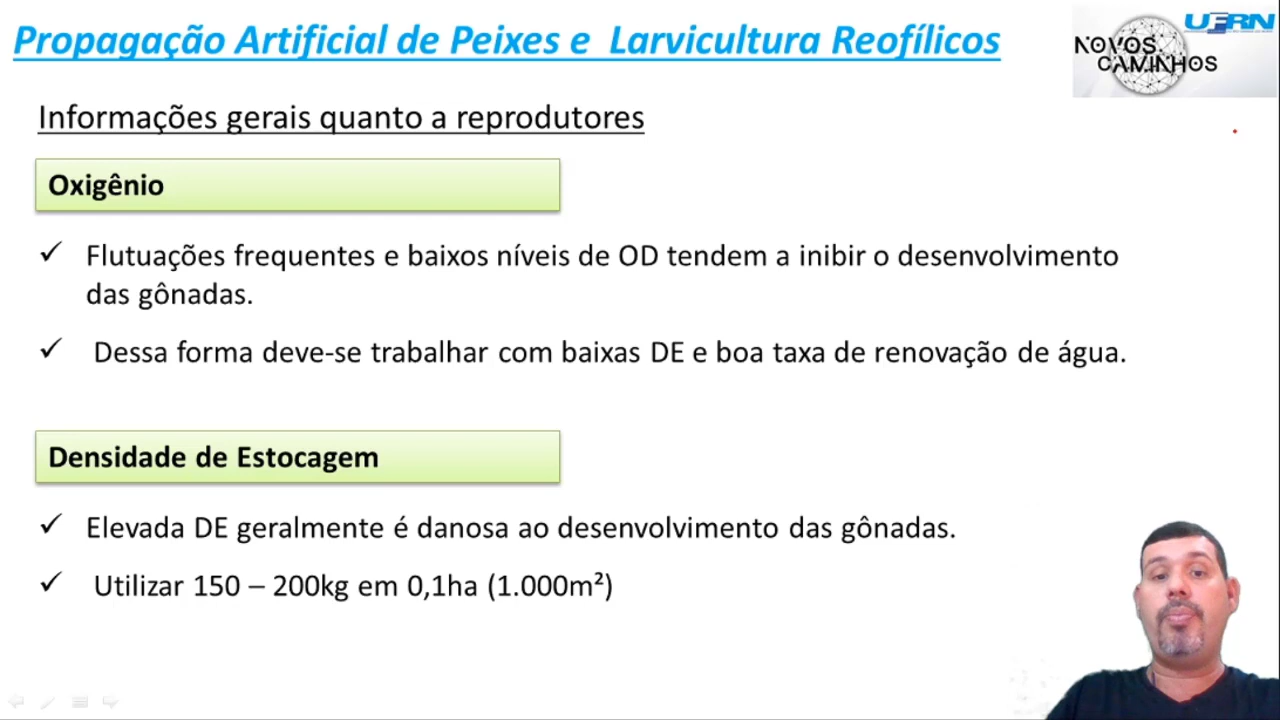 Propagação Artificial de Peixes e Larvicultura Reofílicos
UFRN
NOVOS
CAMINHOS
Informações gerais quanto a reprodutores
Oxigênio
✓ Flutuações frequentes e baixos níveis de OD tendem a inibir o desenvolvimento
das gônadas.
✓ Dessa forma deve-se trabalhar com baixas DE e boa taxa de renovação de água.
Densidade de Estocagem
✓ Elevada DE geralmente é danosa ao desenvolvimento das gônadas.
✓ Utilizar 150 – 200kg em 0,1ha (1.000m²)